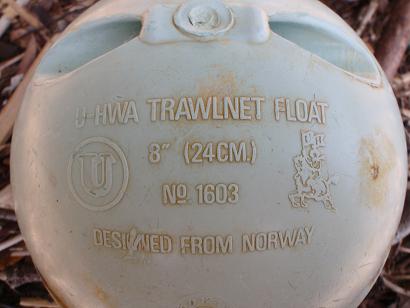 U-HWA TRAWLNET FLOAT
8" (24CM.)
U
Nº 1603
DESIGNED FROM NORWAY